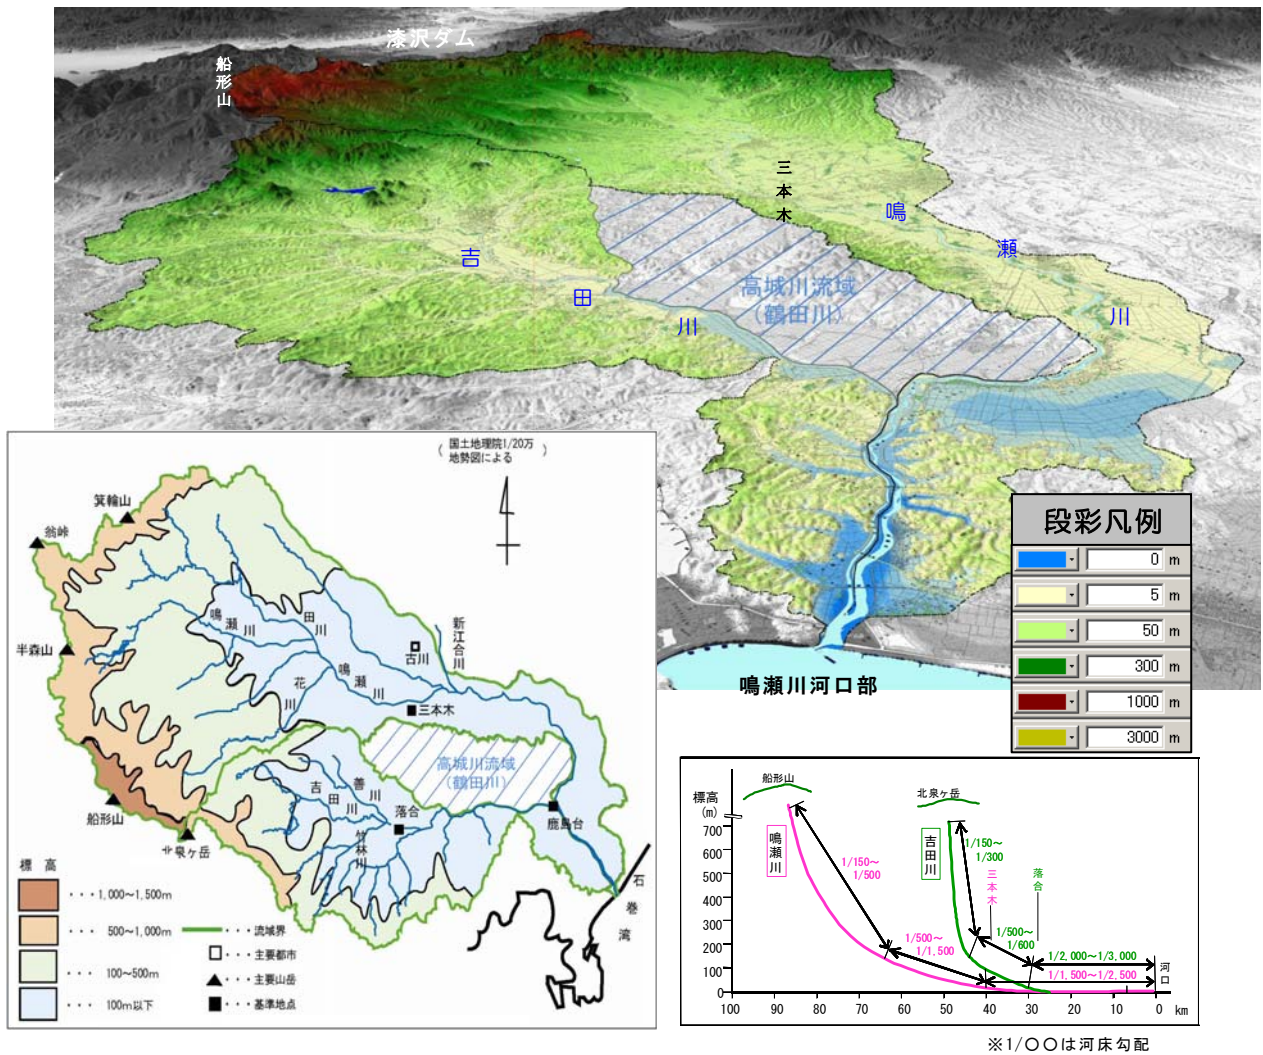 漆沢ダム
船形山
三本木
鳴瀬川
吉田川
高城川流域
(鶴田川)
鳴瀬川河口部
段彩凡例
0 m
5 m
50 m
300 m
1000 m
3000 m
(国土地理院1/20万
地勢図による)
箕輪山
翁峠
半森山
船形山
北泉ヶ岳
鳴瀬川
田川
新江合川
古川
花川
鳴瀬川
三本木
高城川流域
(鶴田川)
吉田川
善川
落合
竹林川
鹿島台
石巻湾
標 高
・・・1,000〜1,500m
・・・500〜1,000m
・・・100〜500m
・・・100m以下
・・・流域界
・・・主要都市
・・・主要山岳
・・・基準地点
船形山
北泉ヶ岳
標高
(m)
700
600
500
400
300
200
100
0
鳴瀬川
吉田川
1/150〜
1/500
1/150〜
1/300
三本木
落合
1/500〜
1/1,500
1/500〜
1/600
1/2,000〜1/3,000
1/1,500〜1/2,500
河口
100 90 80 70 60 50 40 30 20 10 0 km
※1/〇〇は河床勾配